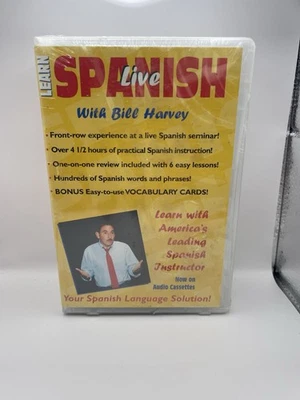 LEARN
SPANISH
Live
With Bill Harvey
• Front-row experience at a live Spanish seminar!
• Over 4 1/2 hours of practical Spanish instruction!
• One-on-one review included with 6 easy lessons!
• Hundreds of Spanish words and phrases!
• BONUS Easy-to-use VOCABULARY CARDS!
Learn with
America's
Leading
Spanish
Instructor
Now on
Audio Cassettes
Your Spanish Language Solution!